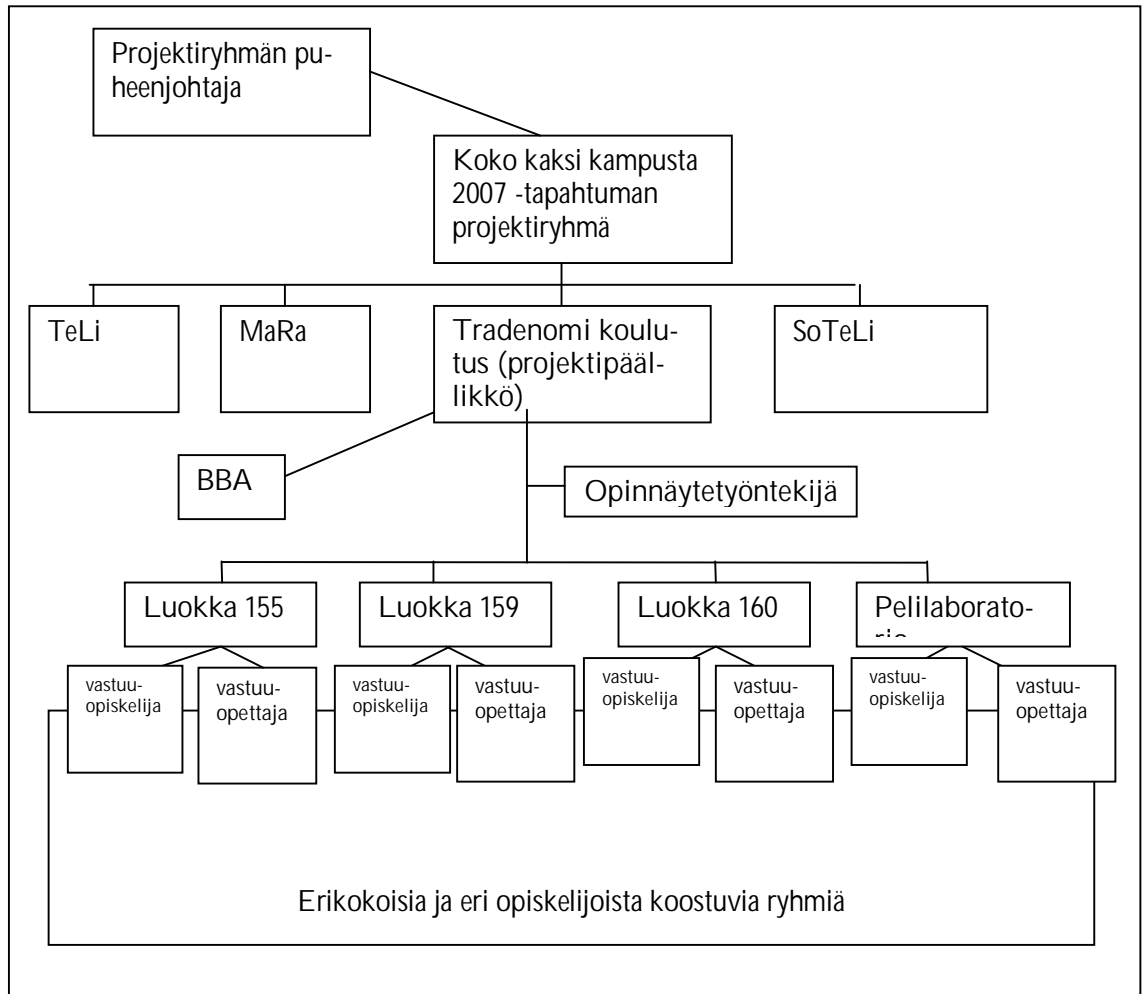 Projektiryhmän pu-
heenjohtaja
Koko kaksi kampusta
2007 -tapahtuman
projektiryhmä
TeLi
MaRa
Tradenomi koulu-
tus (projektipääl-
likkö)
SoTeLi
BBA
Opinnäytetyöntekijä
Luokka 155
Luokka 159
Luokka 160
Pelilaborato-
vastuu-
opiskelija
vastuu-
opettaja
vastuu-
opiskelija
vastuu-
opettaja
vastuu-
opiskelija
vastuu-
opettaja
vastuu-
opiskelija
vastuu-
opettaja
Erikokoisia ja eri opiskelijoista koostuvia ryhmiä